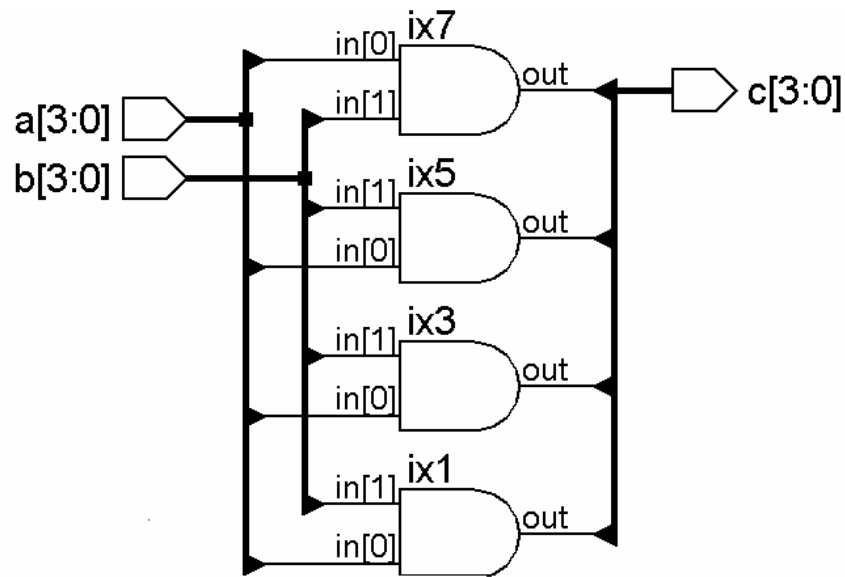 ix7
in[0]
out
c[3:0]
in[1]
a[3:0]
b[3:0]
ix5
in[1]
out
in[0]
ix3
in[1]
out
in[0]
ix1
in[1]
out
in[0]